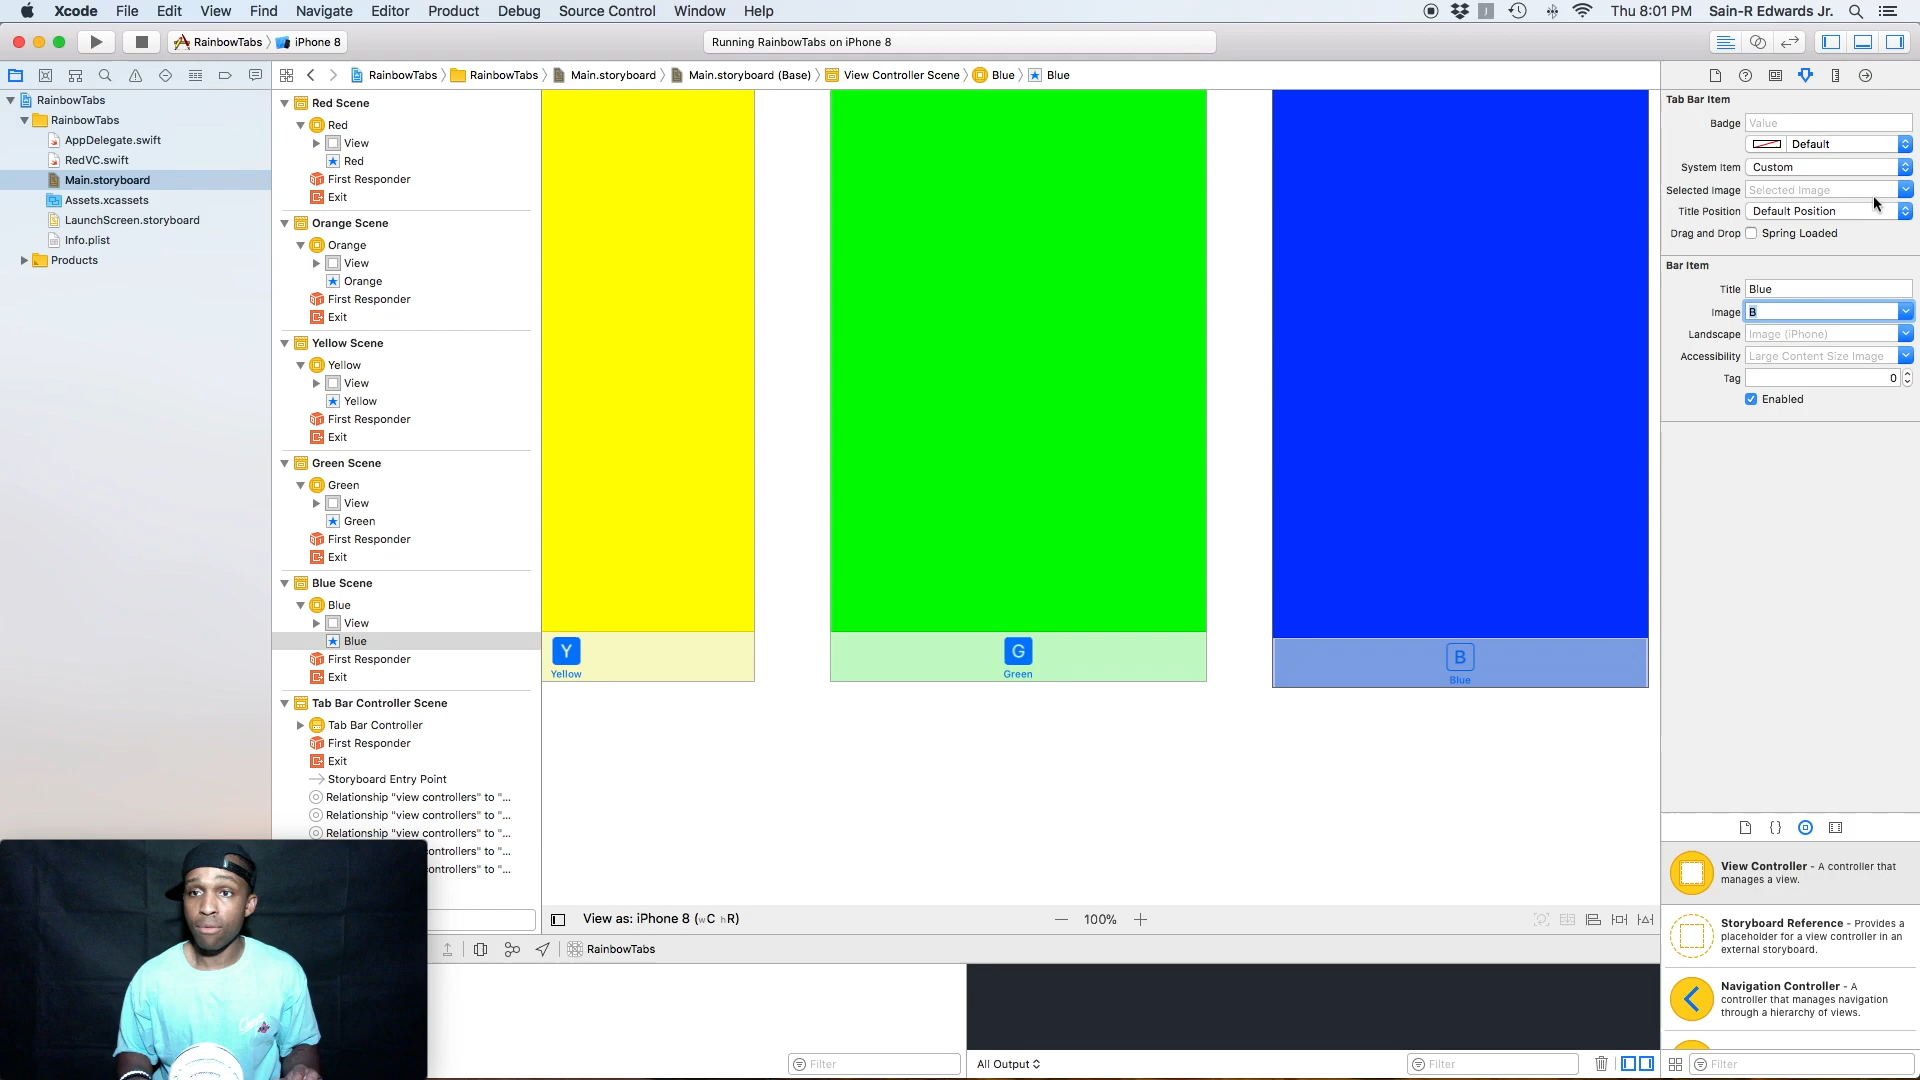 Xcode File Edit View Find Navigate Editor Product Debug Source Control Window Help
Thu 8:01 PM Sain-R Edwards Jr.
RainbowTabs iPhone 8
Running RainbowTabs on iPhone 8
RainbowTabs RainbowTabs Main.storyboard Main.storyboard (Base) View Controller Scene Blue Blue
RainbowTabs
RainbowTabs
AppDelegate.swift
RedVC.swift
Main.storyboard
Assets.xcassets
LaunchScreen.storyboard
Info.plist
Products
Red Scene
Red
View
Red
First Responder
Exit
Orange Scene
Orange
View
Orange
First Responder
Exit
Yellow Scene
Yellow
View
Yellow
First Responder
Exit
Green Scene
Green
View
Green
First Responder
Exit
Blue Scene
Blue
View
Blue
First Responder
Exit
Tab Bar Controller Scene
Tab Bar Controller
First Responder
Exit
Storyboard Entry Point
Relationship "view controllers" to "...
Relationship "view controllers" to "...
Relationship "view controllers" to "...
ontrollers" to "...
ontrollers" to "...
Y
Yellow
G
Green
B
Blue
View as: iPhone 8 (wC hR)
100%
RainbowTabs
Filter
All Output
Filter
Tab Bar Item
Badge Value
Default
System Item Custom
Selected Image Selected Image
Title Position Default Position
Drag and Drop Spring Loaded
Bar Item
Title Blue
Image B
Landscape Image (iPhone)
Accessibility Large Content Size Image
Tag 0
Enabled
{}
View Controller - A controller that
manages a view.
Storyboard Reference - Provides a
placeholder for a view controller in an
external storyboard.
Navigation Controller - A
controller that manages navigation
through a hierarchy of views.
Filter